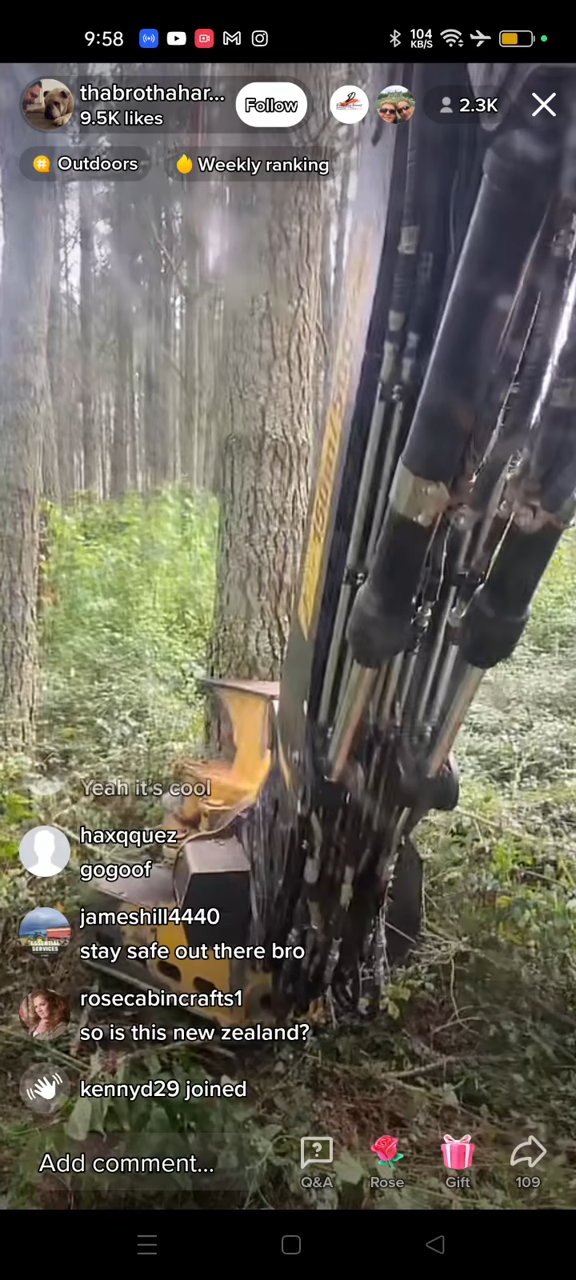 9:58
104
KB/S
thabrothahar...
9.5K likes
Follow
2.3K
Outdoors
Weekly ranking
Yeah it's cool
haxqquez
gogoof
jameshill4440
stay safe out there bro
rosecabincrafts1
so is this new zealand?
kennyd29 joined
Add comment...
Q&A
Rose
Gift
109